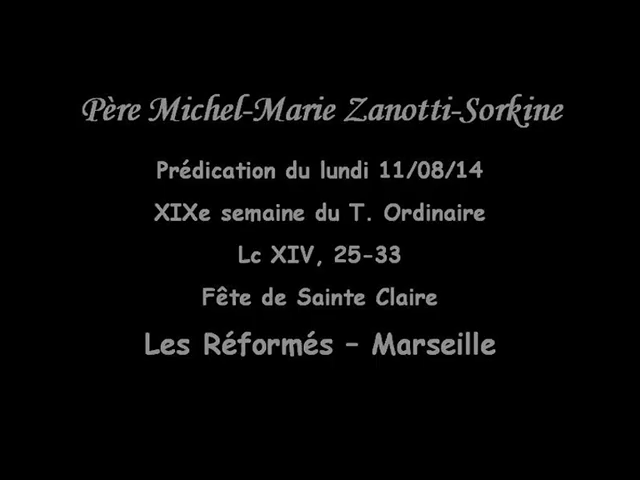 Père Michel-Marie Zanotti-Sorkine
Prédication du lundi 11/08/14
XIXe semaine du T. Ordinaire
Lc XIV, 25-33
Fête de Sainte Claire
Les Réformés – Marseille